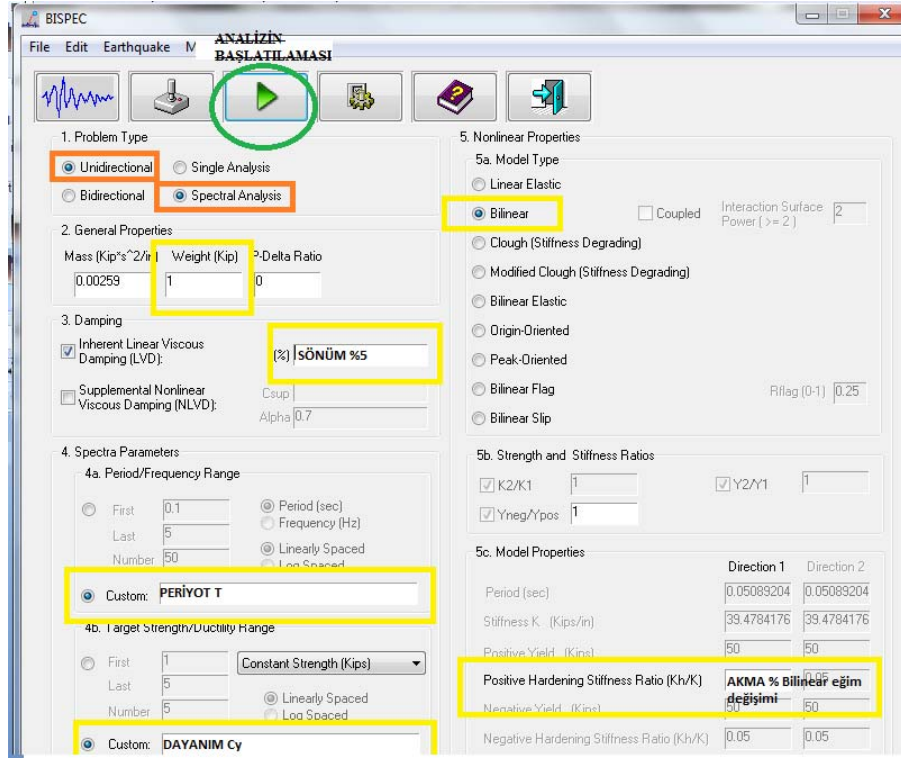 BISPEC
File Edit Earthquake M
ANALİZİN
BAŞLATILAMASI
1. Problem Type
Unidirectional Single Analysis
Bidirectional Spectral Analysis
2. General Properties
Mass (Kip*s^2/in) Weight (Kip) P-Delta Ratio
0.00259 1 0
3. Damping
Inherent Linear Viscous
Damping (LVD):
(%) SÖNÜM %5
Supplemental Nonlinear
Viscous Damping (NLVD):
Csup
Alpha 0.7
4. Spectra Parameters
4a. Period/Frequency Range
First 0.1
Last 5
Number 50
Period (sec)
Frequency (Hz)
Linearly Spaced
Log Spaced
Custom: PERİYOT T
4b. Target Strength/Ductility Range
First 1 Constant Strength (Kips)
Last 5
Number 5
Linearly Spaced
Log Spaced
Custom: DAYANIM Cy
5. Nonlinear Properties
5a. Model Type
Linear Elastic
Bilinear Coupled Interaction Surface
Power ( >= 2 ) 2
Clough (Stiffness Degrading)
Modified Clough (Stiffness Degrading)
Bilinear Elastic
Origin-Oriented
Peak-Oriented
Bilinear Flag Rflag (0-1) 0.25
Bilinear Slip
5b. Strength and Stiffness Ratios
K2/K1 1 Y2/Y1 1
Yneg/Ypos 1
5c. Model Properties
Direction 1 Direction 2
Period (sec) 0.05089204 0.05089204
Stiffness K (Kips/in) 39.4784176 39.4784176
Positive Yield (Kips) 50 50
Positive Hardening Stiffness Ratio (Kh/K) AKMA % Bilinear eğim
değişimi
0.05
Negative Yield (Kips) 50 50
Negative Hardening Stiffness Ratio (Kh/K) 0.05 0.05